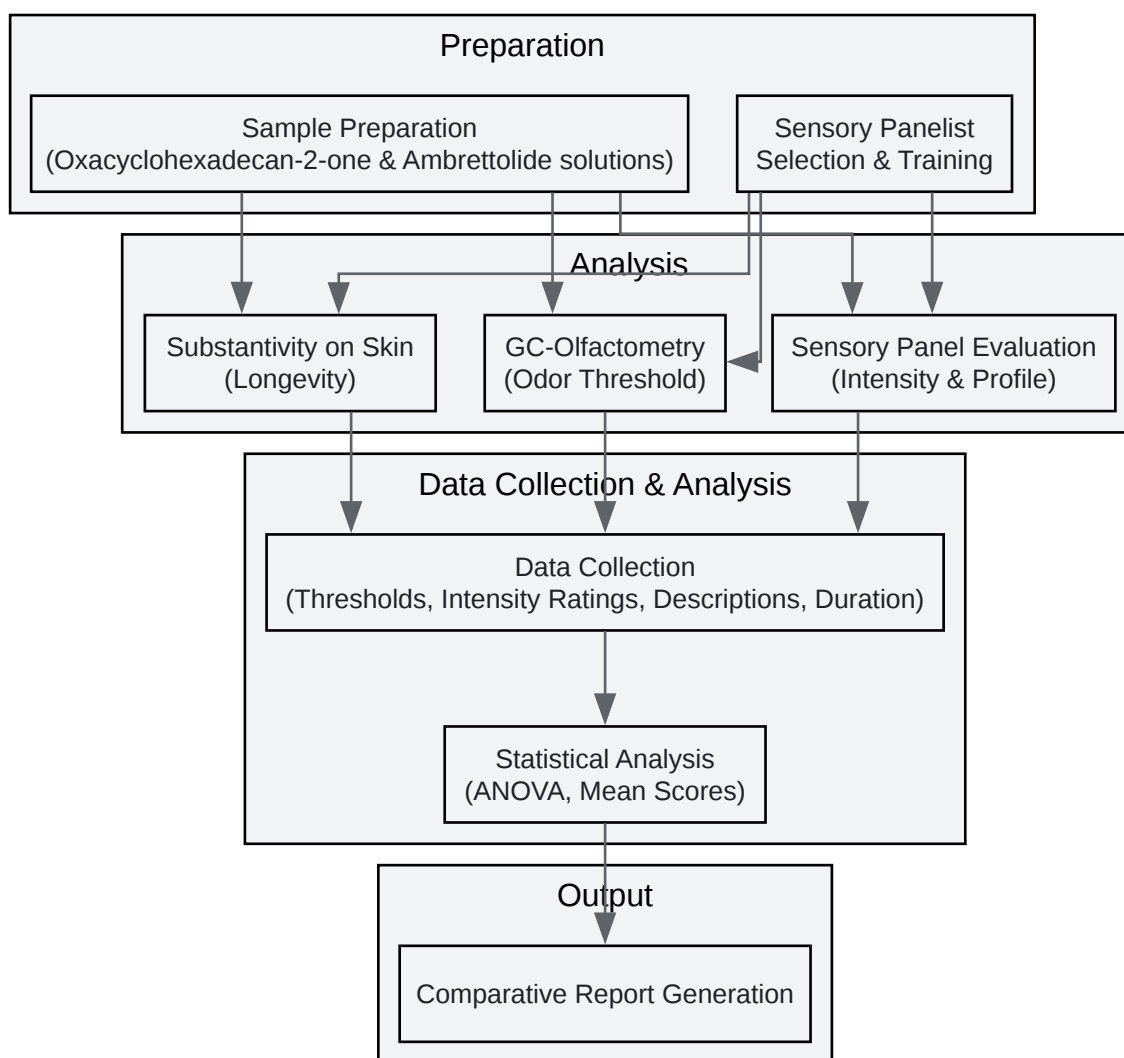 Preparation
Sample Preparation
(Oxacyclohexadecan-2-one & Ambrettolide solutions)
Sensory Panelist
Selection & Training
Analysis
Substantivity on Skin
(Longevity)
GC-Olfactometry
(Odor Threshold)
Sensory Panel Evaluation
(Intensity & Profile)
Data Collection & Analysis
Data Collection
(Thresholds, Intensity Ratings, Descriptions, Duration)
Statistical Analysis
(ANOVA, Mean Scores)
Output
Comparative Report Generation